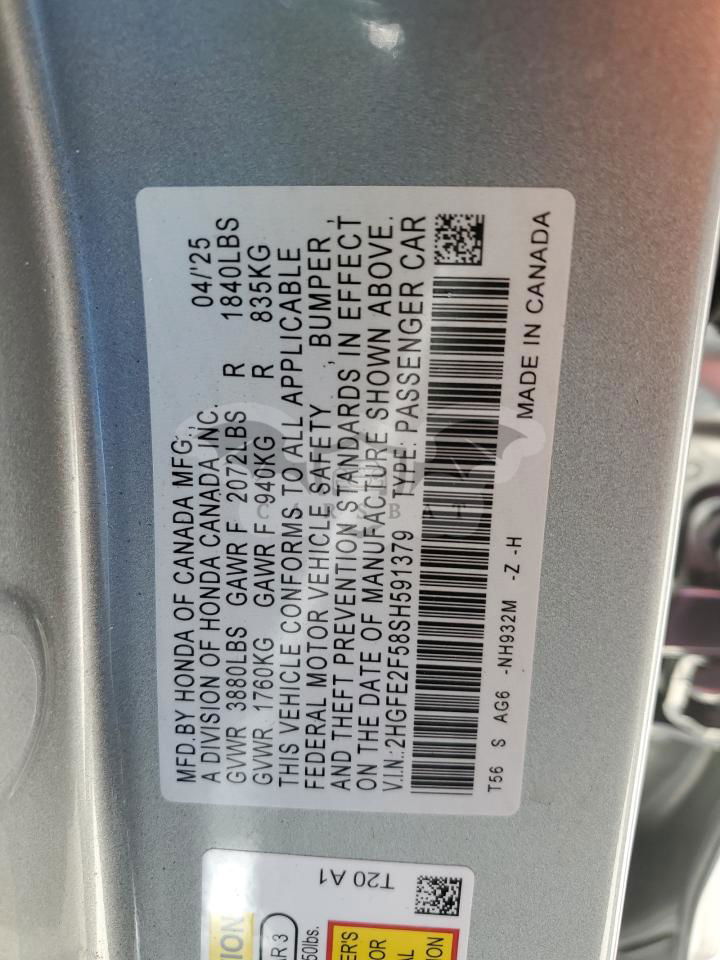 MFD.BY HONDA OF CANADA MFG., 04/'25
A DIVISION OF HONDA CANADA INC.
GVWR 3880LBS GAWR F 2072LBS R 1840LBS
GVWR 1760KG GAWR F 940KG R 835KG
THIS VEHICLE CONFORMS TO ALL APPLICABLE
FEDERAL MOTOR VEHICLE SAFETY , BUMPER ,
AND THEFT PREVENTION STANDARDS IN EFFECT
ON THE DATE OF MANUFACTURE SHOWN ABOVE.
V.I.N.:2HGFE2F58SH591379 TYPE: PASSENGER CAR
T56 S AG6 -NH932M -Z -H MADE IN CANADA
CARSBAT
T20 A1